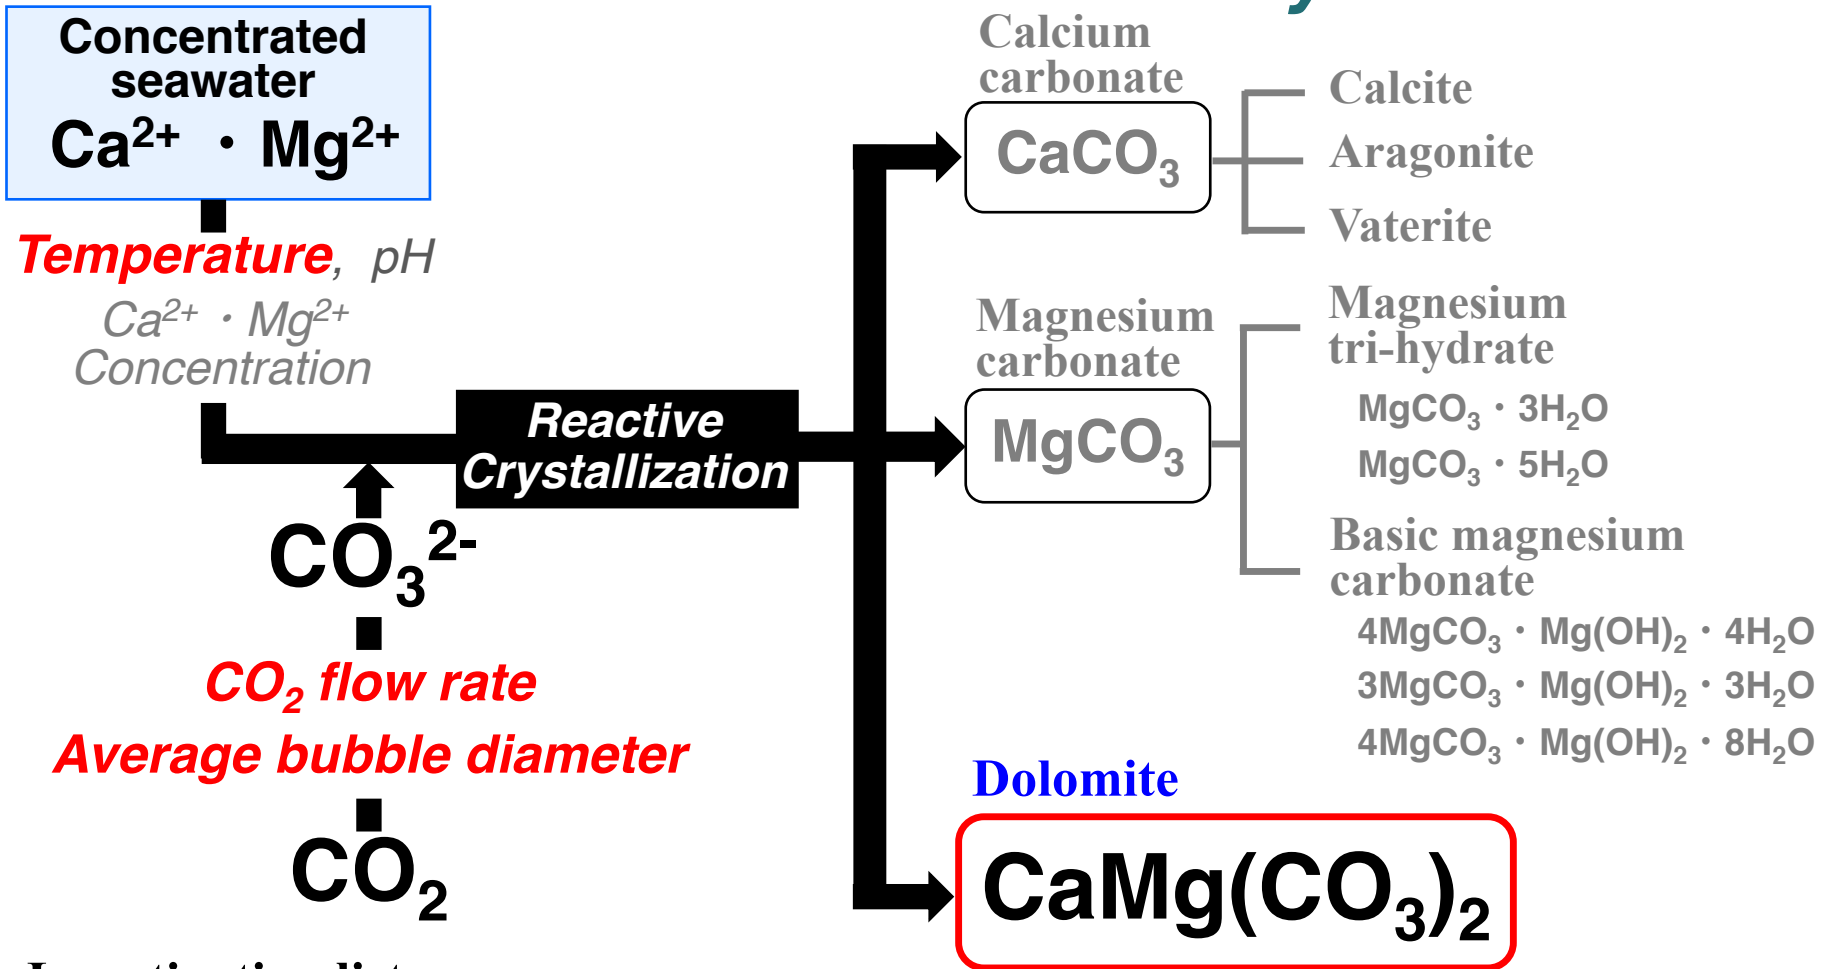 Concentrated
seawater
Ca²⁺ ・ Mg²⁺
Temperature, pH
Ca²⁺ ・ Mg²⁺
Concentration
Reactive
Crystallization
CO₃²⁻
CO₂ flow rate
Average bubble diameter
CO₂
Calcium
carbonate
CaCO₃
Calcite
Aragonite
Vaterite
Magnesium
carbonate
MgCO₃
Magnesium
tri-hydrate
MgCO₃・3H₂O
MgCO₃・5H₂O
Basic magnesium
carbonate
4MgCO₃・Mg(OH)₂・4H₂O
3MgCO₃・Mg(OH)₂・3H₂O
4MgCO₃・Mg(OH)₂・8H₂O
Dolomite
CaMg(CO₃)₂